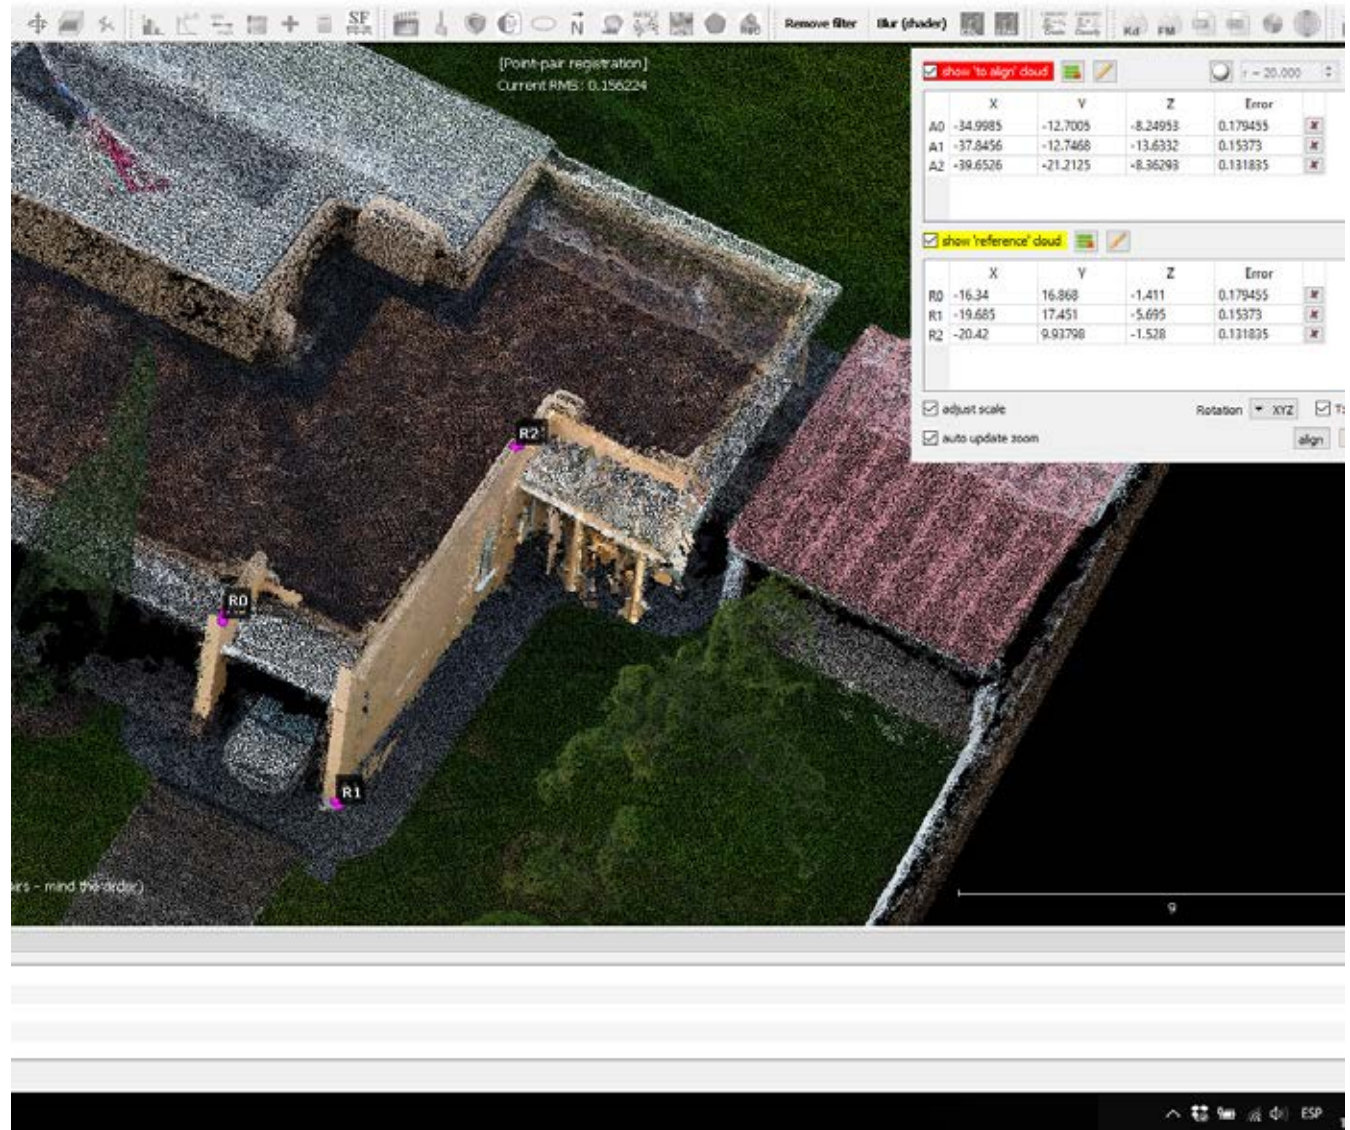 SF
N
Remove filter
Blur (shader)
Kd
FM
[Point-pair registration]
Current RMS: 0.156224
show 'to align' cloud
r = 20.000
X Y Z Error
A0 -34.9985 -12.7005 -8.24953 0.179455
A1 -37.8456 -12.7468 -13.6332 0.15373
A2 -39.6526 -21.2125 -8.36293 0.131835
show 'reference' cloud
X Y Z Error
R0 -16.34 16.868 -1.411 0.179455
R1 -19.685 17.451 -5.695 0.15373
R2 -20.42 9.93798 -1.528 0.131835
adjust scale
Rotation XYZ
auto update zoom
align
R2
R0
R1
- mind the order)
9
ESP